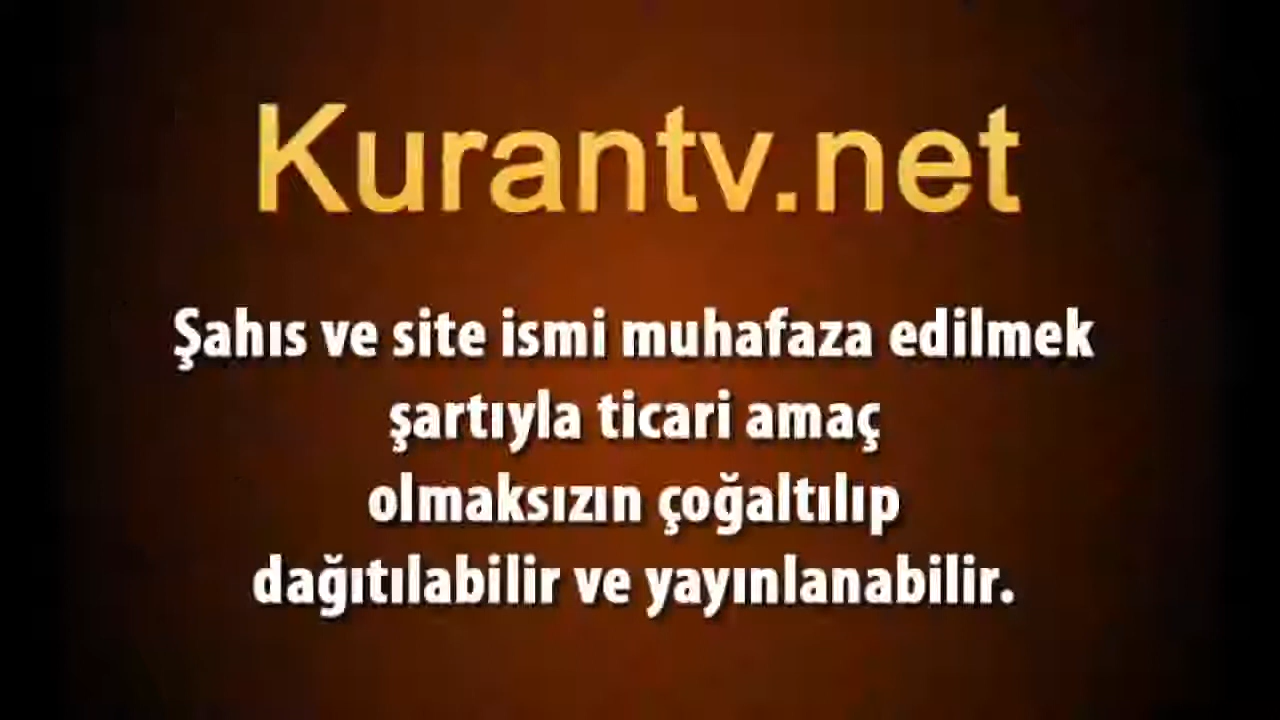 Kurantv.net
Şahıs ve site ismi muhafaza edilmek
şartıyla ticari amaç
olmaksızın çoğaltılıp
dağıtılabilir ve yayınlanabilir.